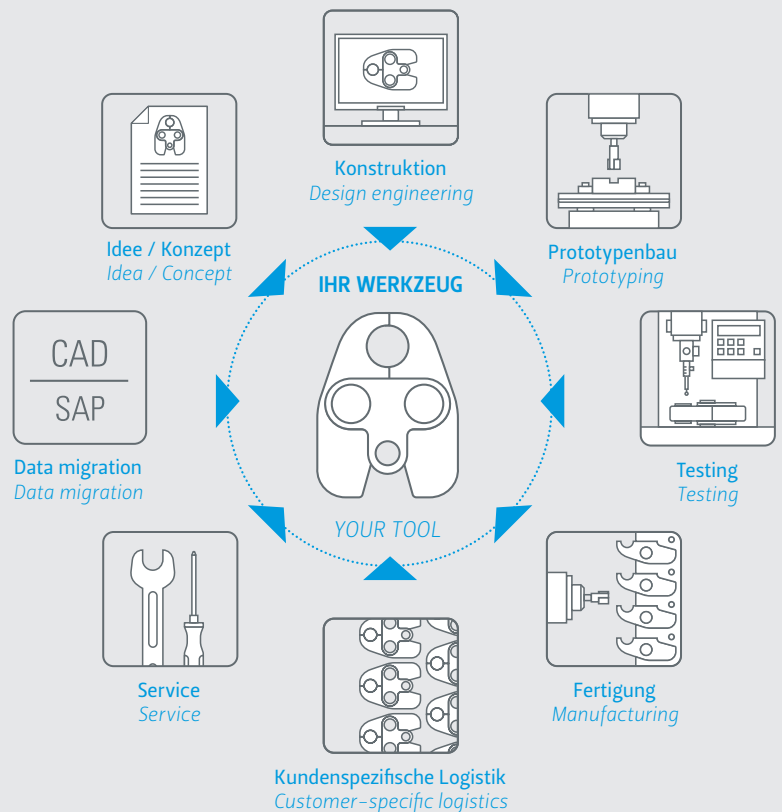 Konstruktion
Design engineering
Idee / Konzept
Idea / Concept
Prototypenbau
Prototyping
IHR WERKZEUG
CAD
SAP
Data migration
Data migration
Testing
Testing
YOUR TOOL
Service
Service
Fertigung
Manufacturing
Kundenspezifische Logistik
Customer-specific logistics